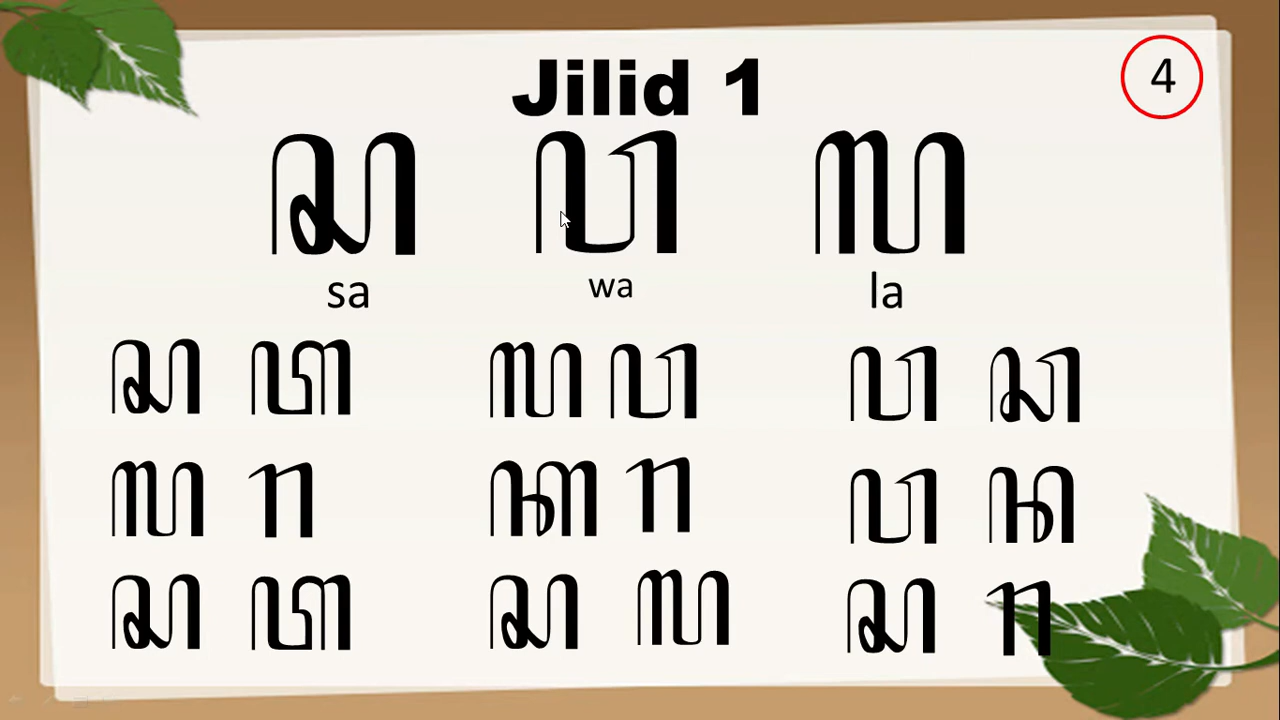 Jilid 1
4
ꦱ ꦮ ꦭ
sa wa la
ꦱ ꦠ ꦭ ꦮ ꦮ ꦕ
ꦭ ꦫ ꦏ ꦫ ꦮ ꦤ
ꦱ ꦠ ꦱ ꦭ ꦱ ꦫ